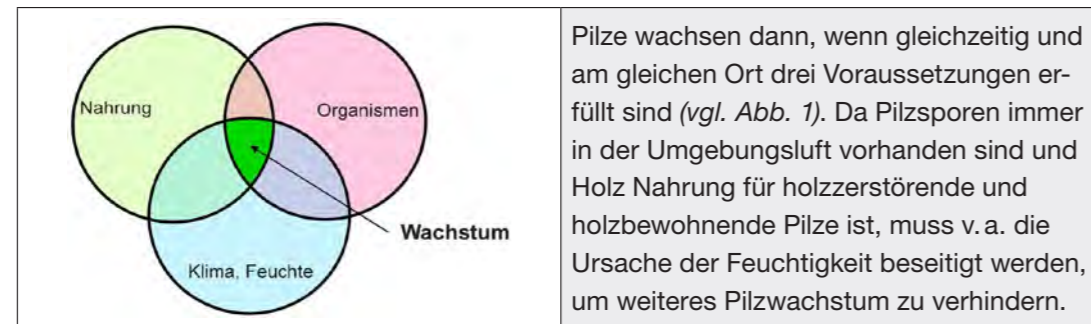 Nahrung
Organismen
Wachstum
Klima, Feuchte
Pilze wachsen dann, wenn gleichzeitig und
am gleichen Ort drei Voraussetzungen er-
füllt sind (vgl. Abb. 1). Da Pilzsporen immer
in der Umgebungsluft vorhanden sind und
Holz Nahrung für holzzerstörende und
holzbewohnende Pilze ist, muss v. a. die
Ursache der Feuchtigkeit beseitigt werden,
um weiteres Pilzwachstum zu verhindern.